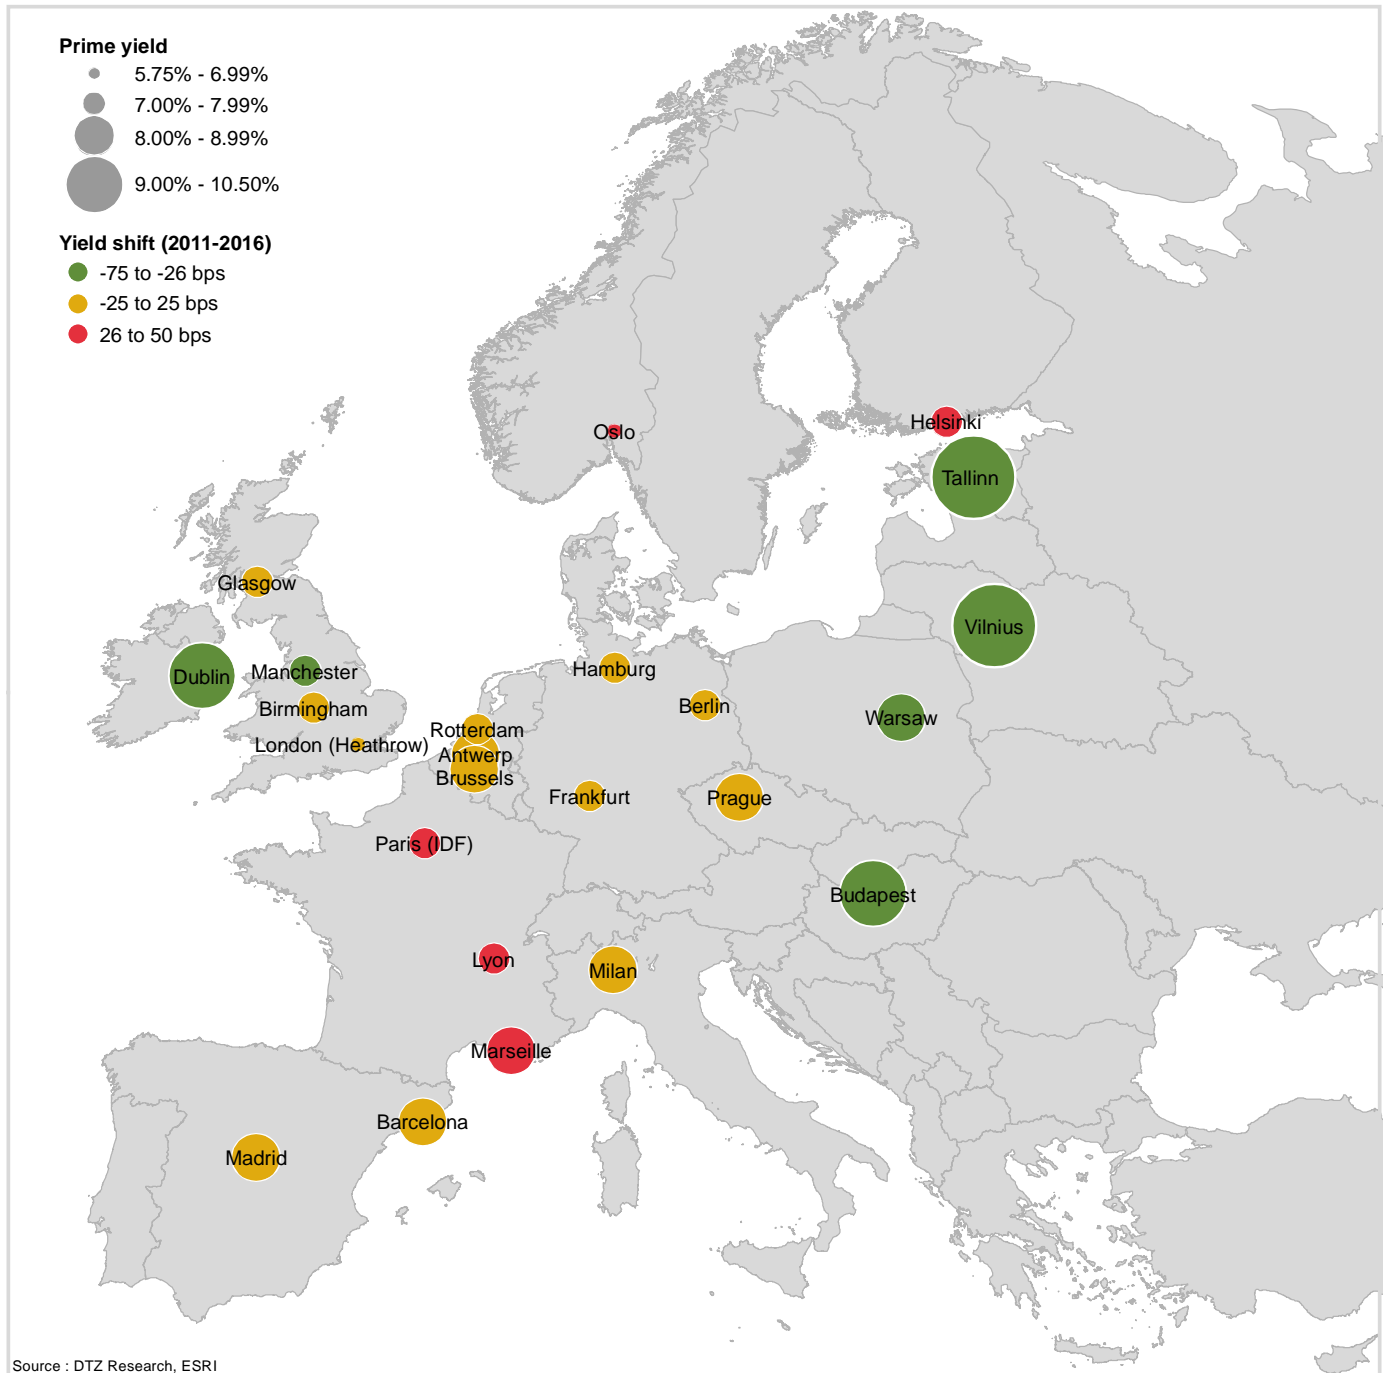 Prime yield
5.75% - 6.99%
7.00% - 7.99%
8.00% - 8.99%
9.00% - 10.50%
Yield shift (2011-2016)
-75 to -26 bps
-25 to 25 bps
26 to 50 bps
Helsinki
Oslo
Tallinn
Glasgow
Vilnius
Manchester
Hamburg
Dublin
Berlin
Birmingham
Warsaw
Rotterdam
London (Heathrow)
Antwerp
Brussels
Frankfurt
Prague
Paris (IDF)
Budapest
Lyon
Milan
Marseille
Barcelona
Madrid
Source : DTZ Research, ESRI